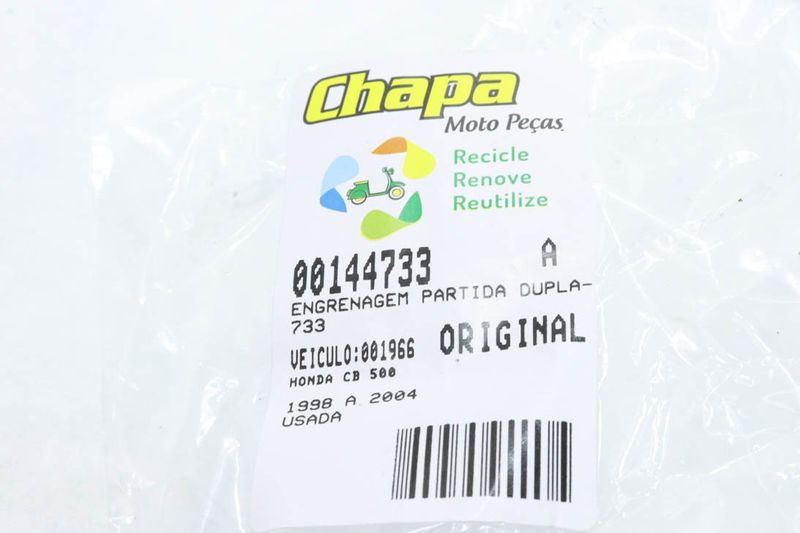 Chapa
Moto Peças
Recicle
Renove
Reutilize
00144733 A
ENGRENAGEM PARTIDA DUPLA-
733
VEICULO:001966 ORIGINAL
HONDA CB 500
1998 A 2004
USADA